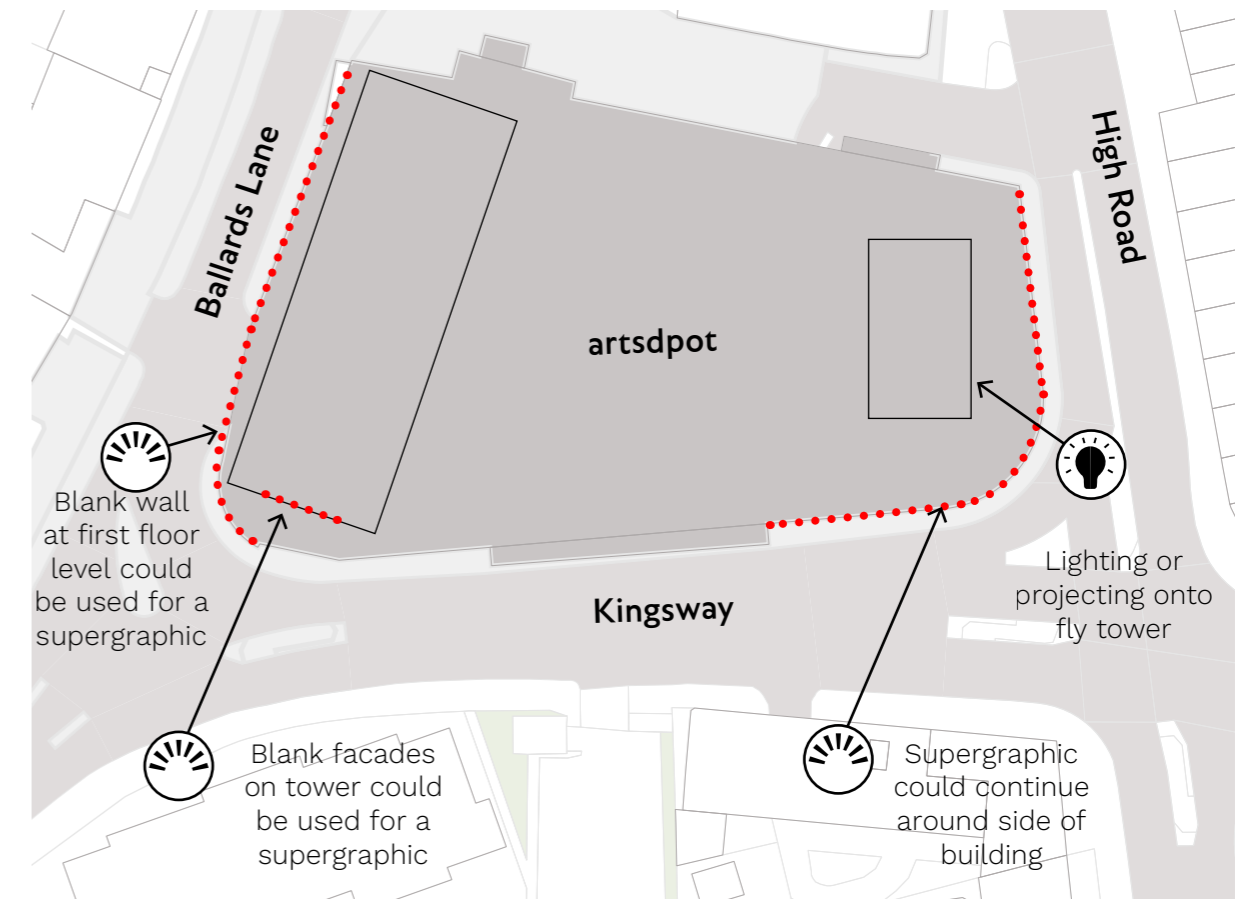 Ballards Lane
High Road
artsdpot
Kingsway
Blank wall
at first floor
level could
be used for a
supergraphic
Lighting or
projecting onto
fly tower
Blank facades
on tower could
be used for a
supergraphic
Supergraphic
could continue
around side of
building